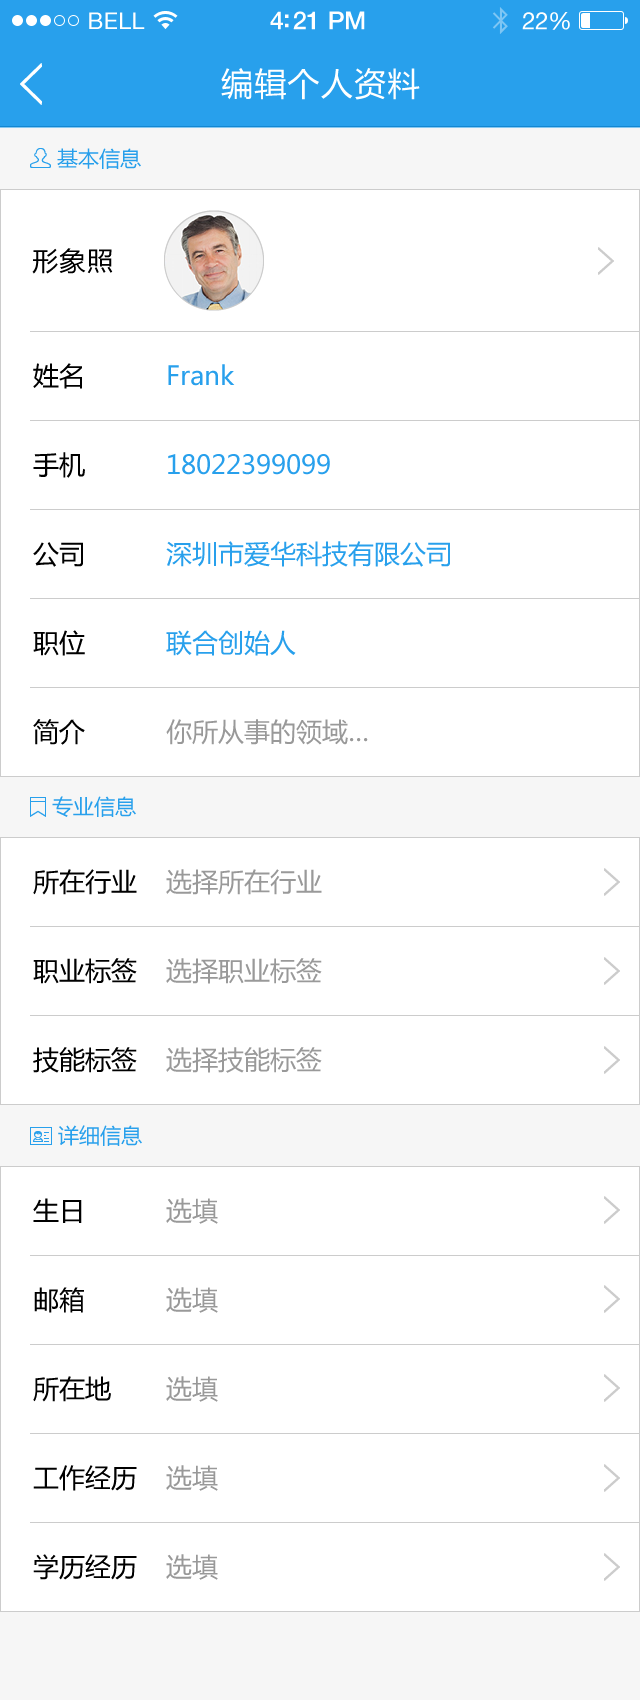 BELL 4:21 PM 22%
编辑个人资料
基本信息
形象照
姓名 Frank
手机 18022399099
公司 深圳市爱华科技有限公司
职位 联合创始人
简介 你所从事的领域...
专业信息
所在行业 选择所在行业
职业标签 选择职业标签
技能标签 选择技能标签
详细信息
生日 选填
邮箱 选填
所在地 选填
工作经历 选填
学历经历 选填